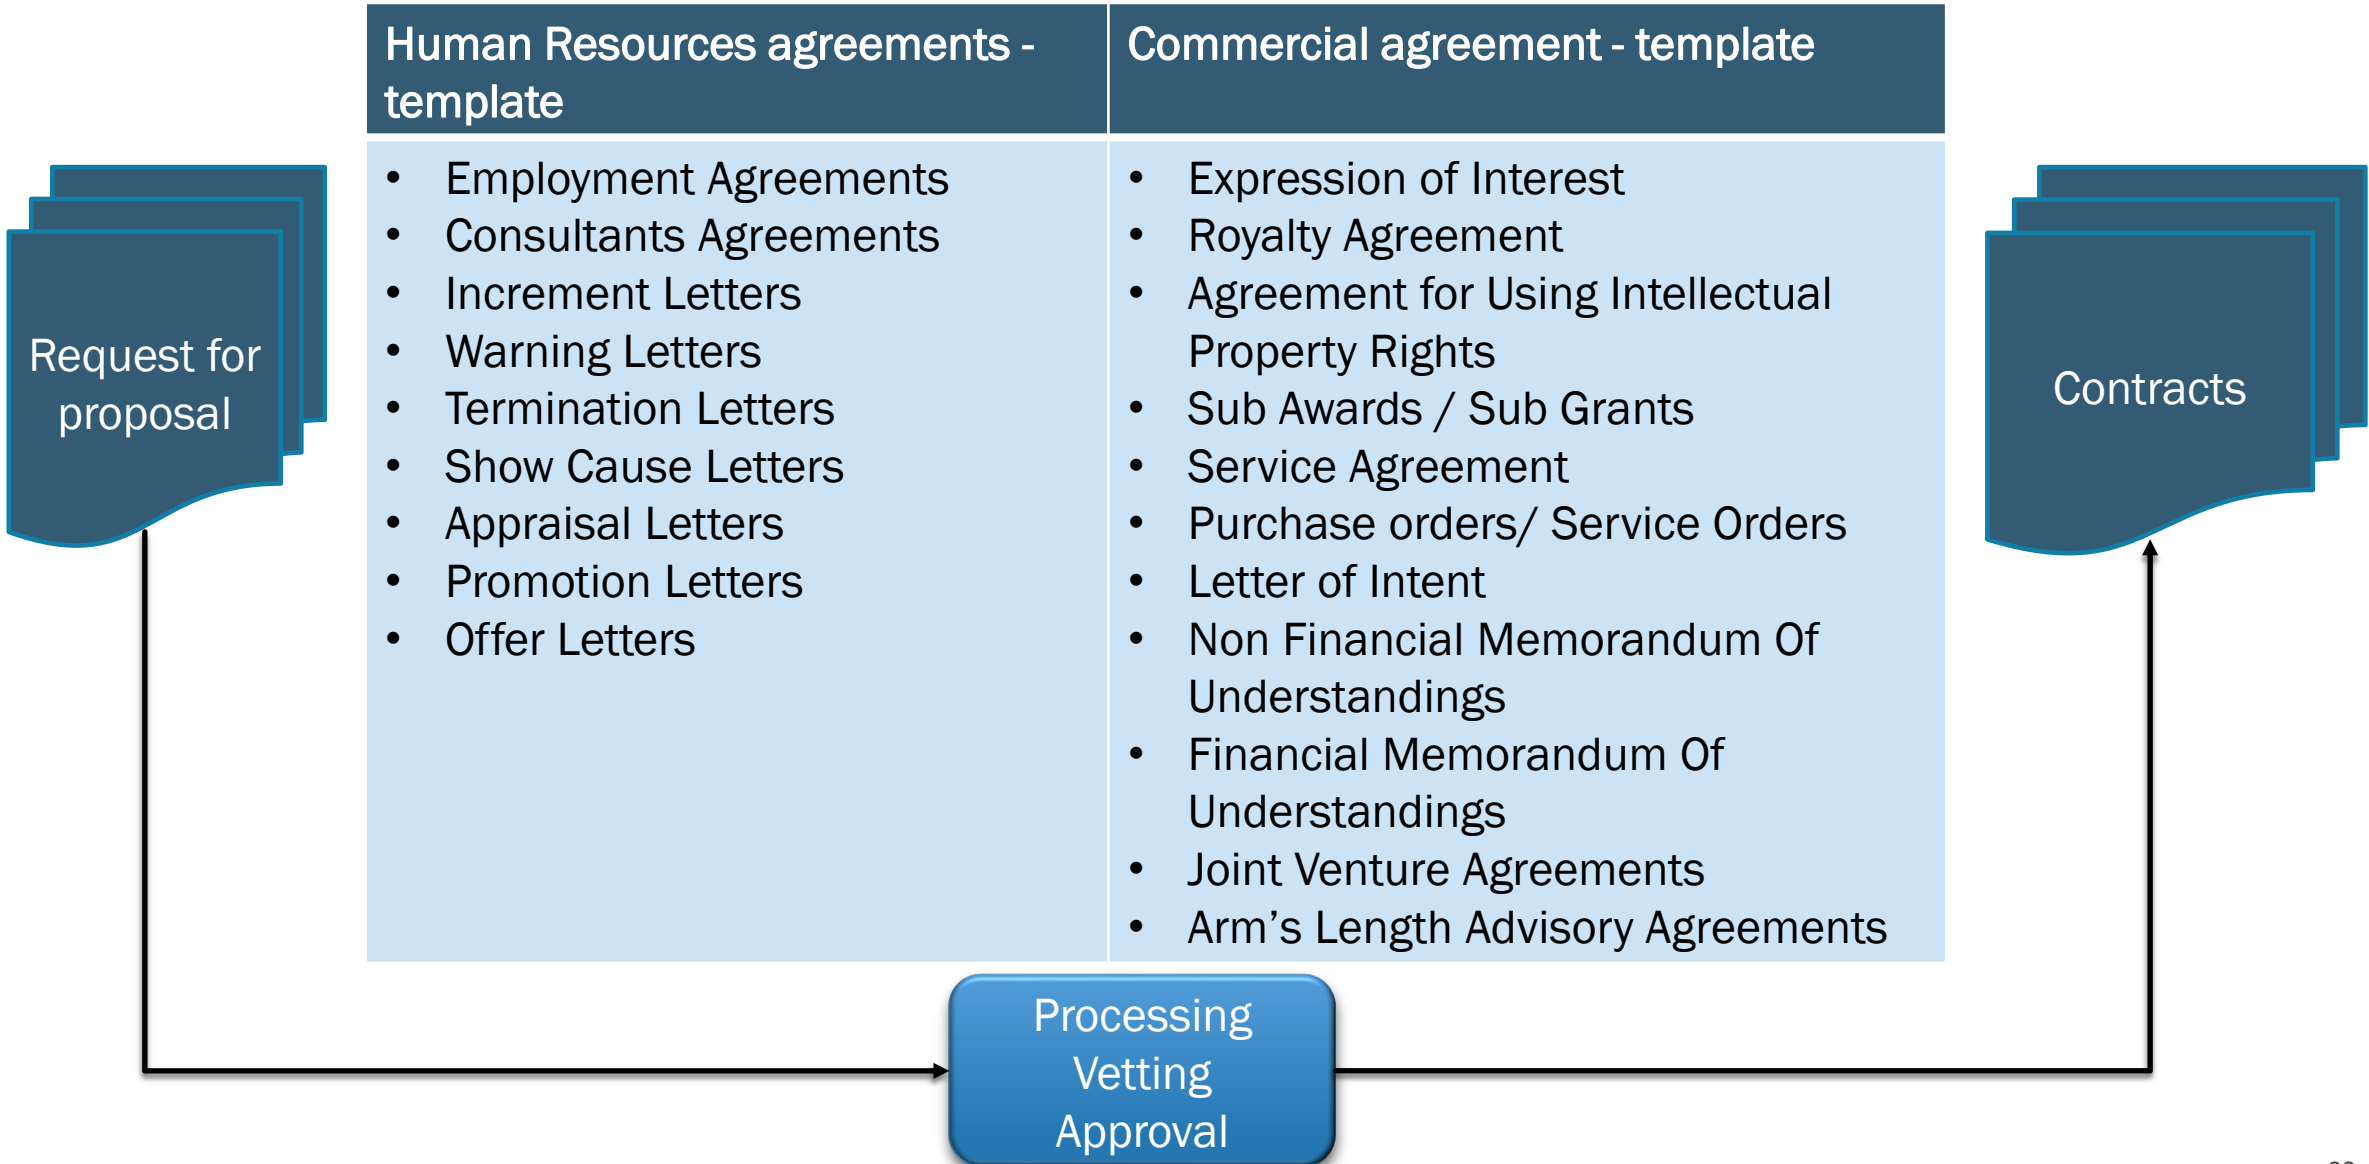 Human Resources agreements -
template
Commercial agreement - template
Request for
proposal
• Employment Agreements
• Consultants Agreements
• Increment Letters
• Warning Letters
• Termination Letters
• Show Cause Letters
• Appraisal Letters
• Promotion Letters
• Offer Letters
• Expression of Interest
• Royalty Agreement
• Agreement for Using Intellectual
Property Rights
• Sub Awards / Sub Grants
• Service Agreement
• Purchase orders/ Service Orders
• Letter of Intent
• Non Financial Memorandum Of
Understandings
• Financial Memorandum Of
Understandings
• Joint Venture Agreements
• Arm’s Length Advisory Agreements
Contracts
Processing
Vetting
Approval